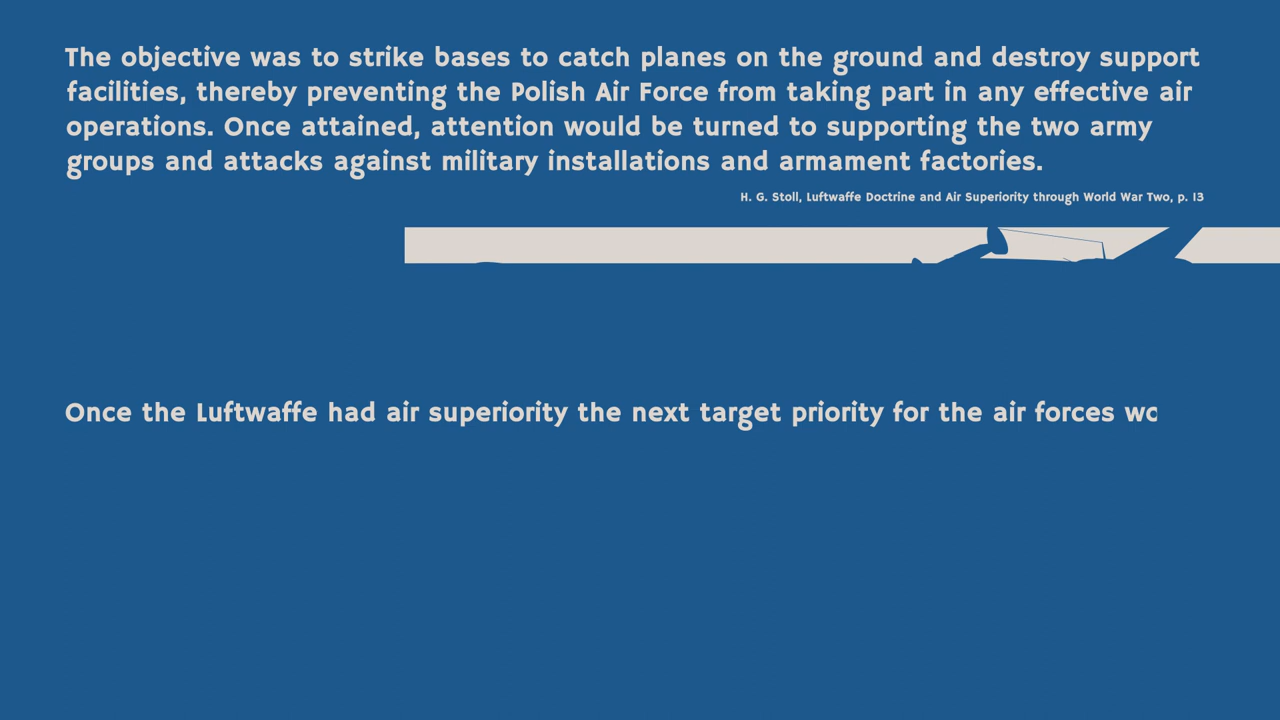 The objective was to strike bases to catch planes on the ground and destroy support
facilities, thereby preventing the Polish Air Force from taking part in any effective air
operations. Once attained, attention would be turned to supporting the two army
groups and attacks against military installations and armament factories.
H. G. Stoll, Luftwaffe Doctrine and Air Superiority through World War Two, p. 13
Once the Luftwaffe had air superiority the next target priority for the air forces